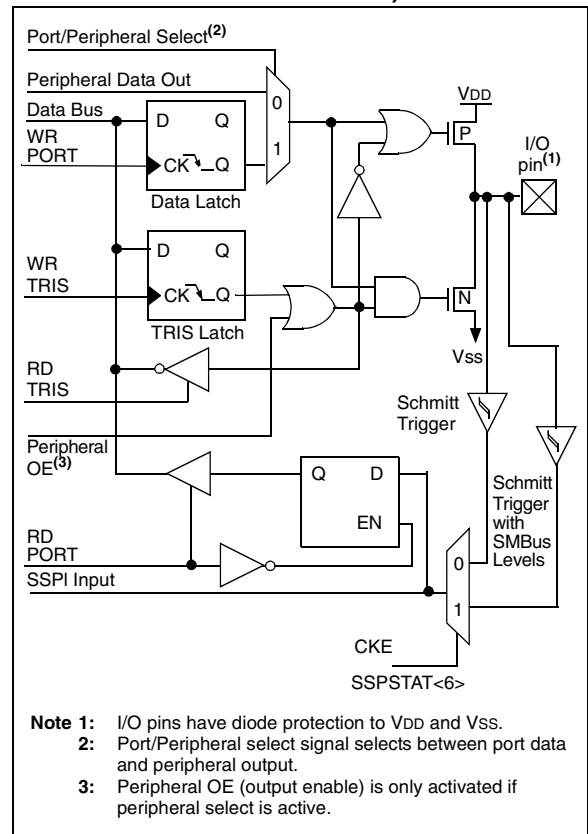 Port/Peripheral Select(2)
Peripheral Data Out
Data Bus
WR
PORT
D Q
CK Q
Data Latch
0
1
P
VDD
I/O
pin(1)
WR
TRIS
D Q
CK Q
TRIS Latch
N
VSS
RD
TRIS
Schmitt
Trigger
Peripheral
OE(3)
Q D
EN
Schmitt
Trigger
with
SMBus
Levels
RD
PORT
SSPI Input
0
1
CKE
SSPSTAT<6>
Note 1: I/O pins have diode protection to VDD and VSS.
2: Port/Peripheral select signal selects between port data
and peripheral output.
3: Peripheral OE (output enable) is only activated if
peripheral select is active.